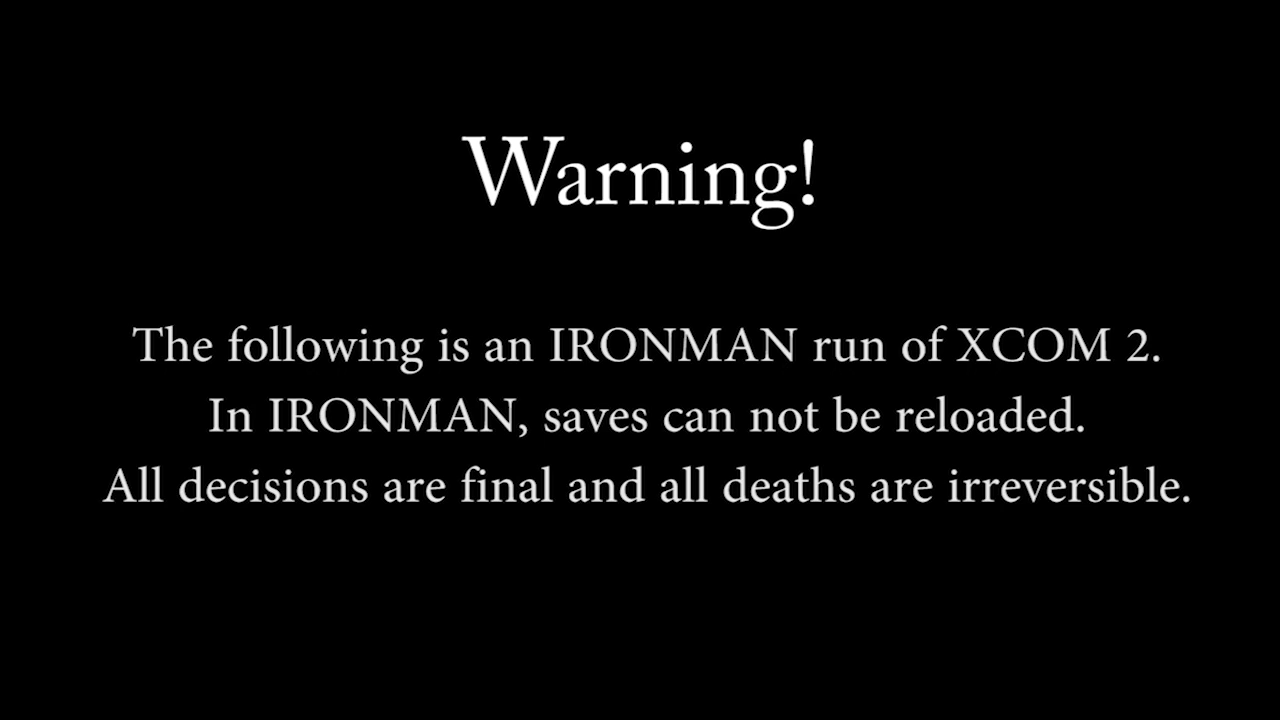 Warning!
The following is an IRONMAN run of XCOM 2.
In IRONMAN, saves can not be reloaded.
All decisions are final and all deaths are irreversible.